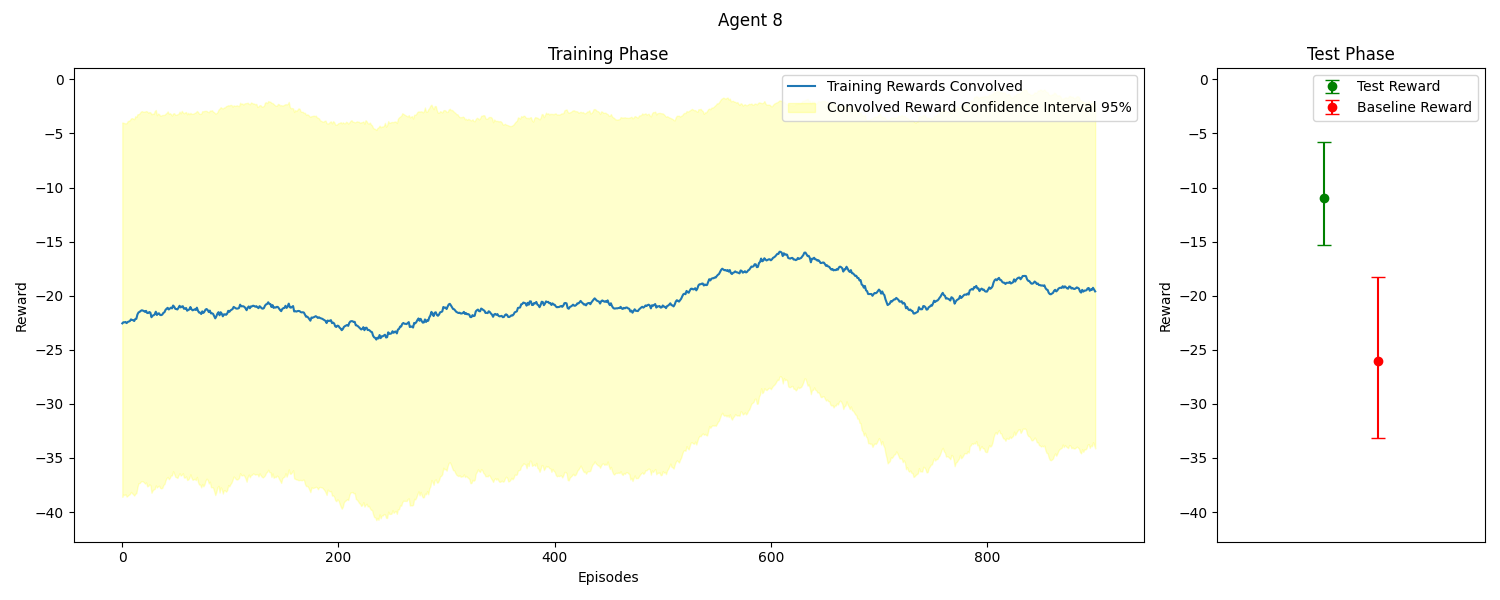 Agent 8
Training Phase
0
−5
−10
−15
−20
−25
−30
−35
−40
Reward
0
200
400
600
800
Episodes
Training Rewards Convolved
Convolved Reward Confidence Interval 95%
Test Phase
0
−5
−10
−15
−20
−25
−30
−35
−40
Reward
Test Reward
Baseline Reward